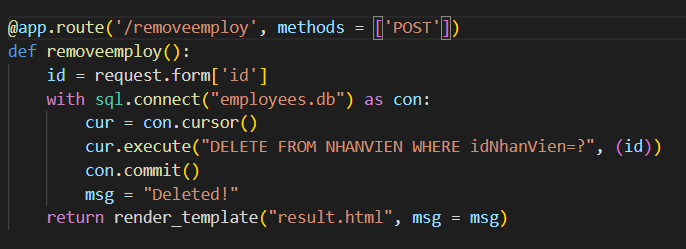 @app.route('/removeemploy', methods = ['POST'])
def removeemploy():
    id = request.form['id']
    with sql.connect("employees.db") as con:
        cur = con.cursor()
        cur.execute("DELETE FROM NHANVIEN WHERE idNhanVien=?", (id))
        con.commit()
        msg = "Deleted!"
    return render_template("result.html", msg = msg)